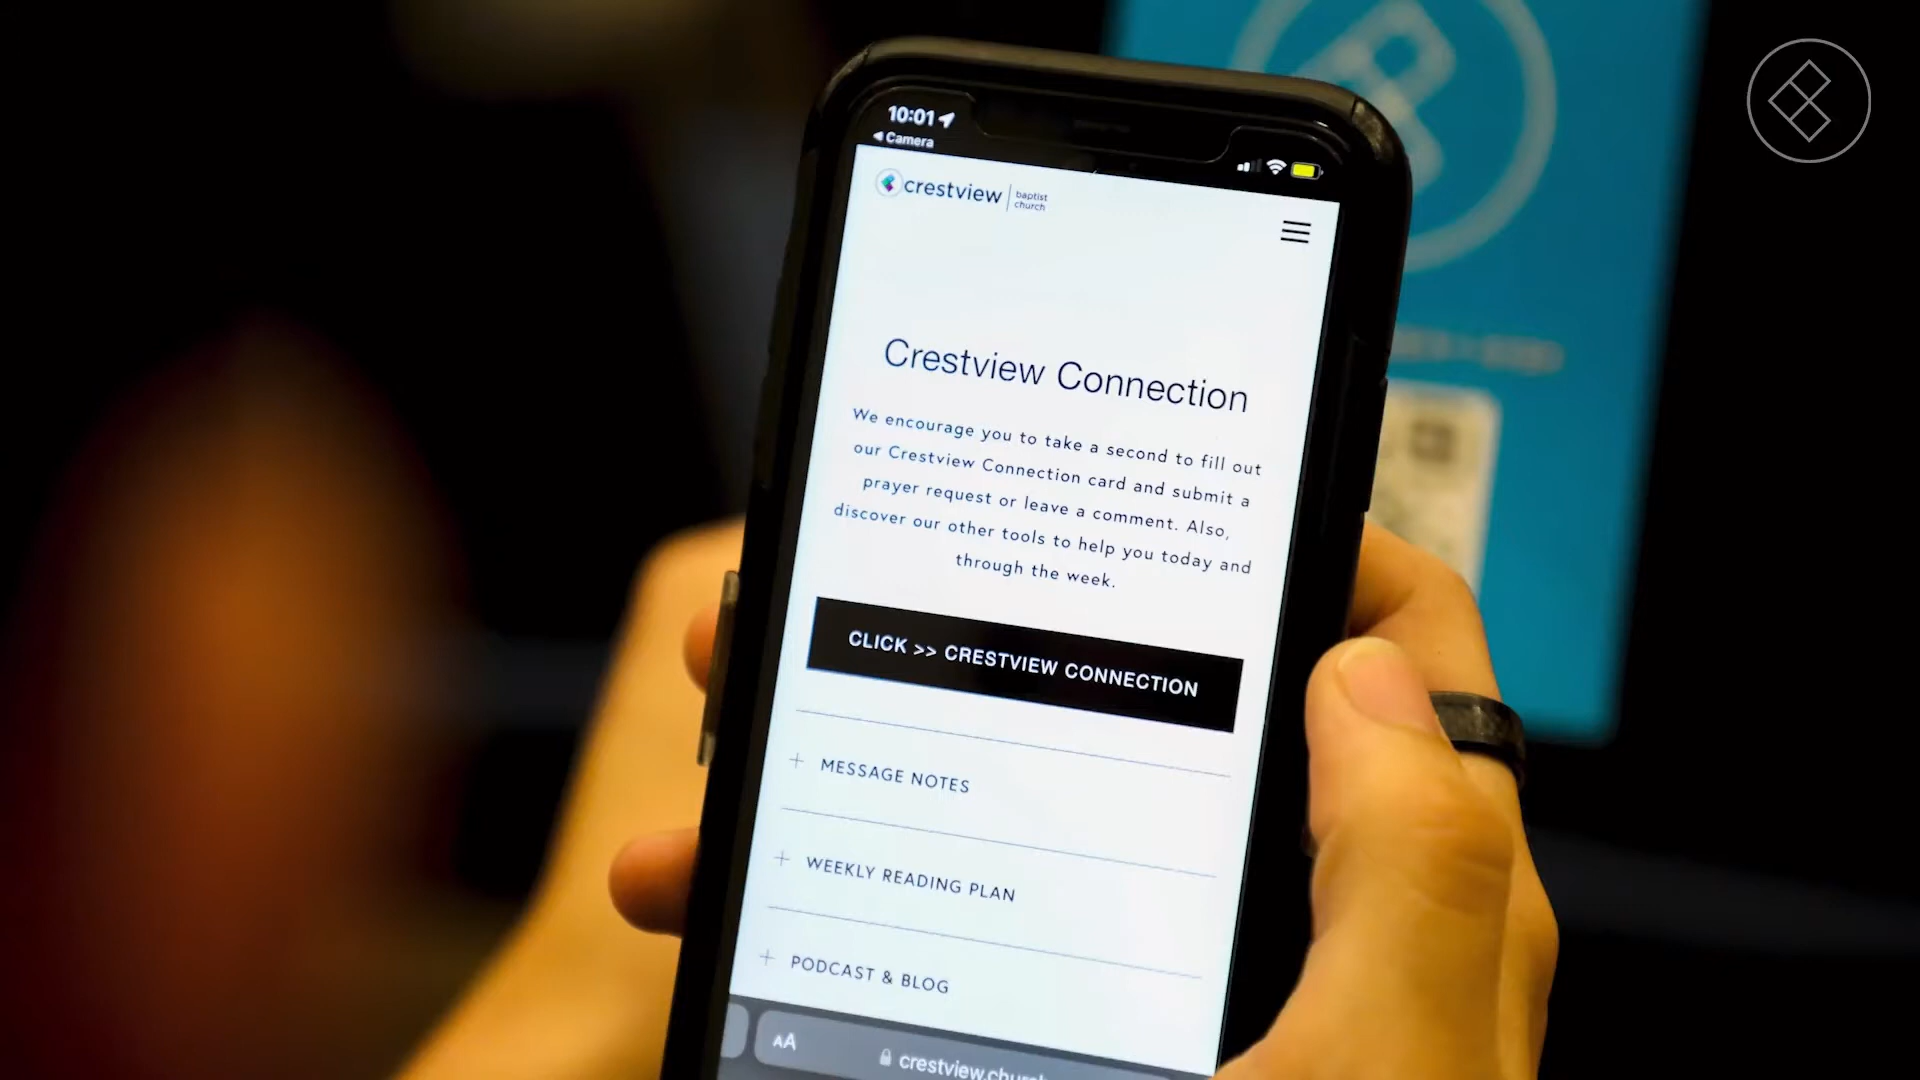 10:01
Camera
crestview
baptist
church
Crestview Connection
We encourage you to take a second to fill out
our Crestview Connection card and submit a
prayer request or leave a comment. Also,
discover our other tools to help you today and
through the week.
CLICK >> CRESTVIEW CONNECTION
+ MESSAGE NOTES
+ WEEKLY READING PLAN
+ PODCAST & BLOG
AA
crestview.church